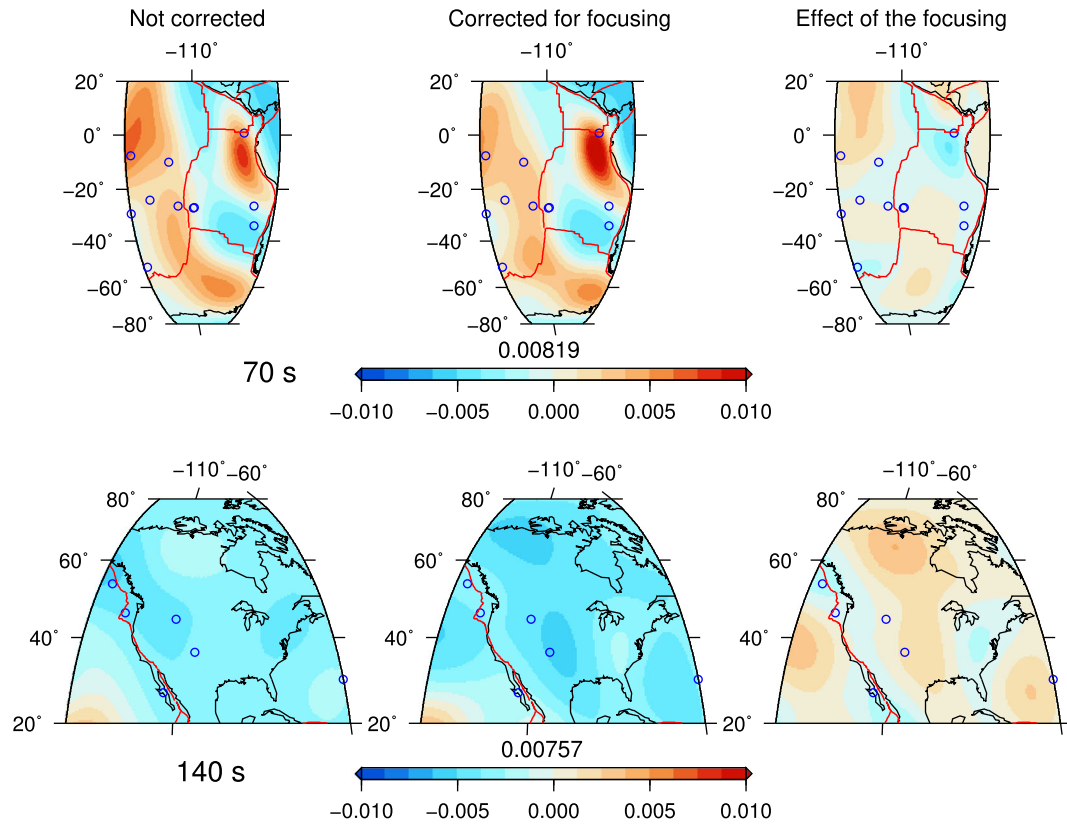 Not corrected Corrected for focusing Effect of the focusing
−110˚ −110˚ −110˚
20˚ 20˚ 20˚
0˚ 0˚ 0˚
−20˚ −20˚ −20˚
−40˚ −40˚ −40˚
−60˚ −60˚ −60˚
−80˚ −80˚ −80˚
0.00819
70 s
−0.010 −0.005 0.000 0.005 0.010
−110˚ −60˚ −110˚ −60˚ −110˚ −60˚
80˚ 80˚ 80˚
60˚ 60˚ 60˚
40˚ 40˚ 40˚
20˚ 20˚ 20˚
0.00757
140 s
−0.010 −0.005 0.000 0.005 0.010